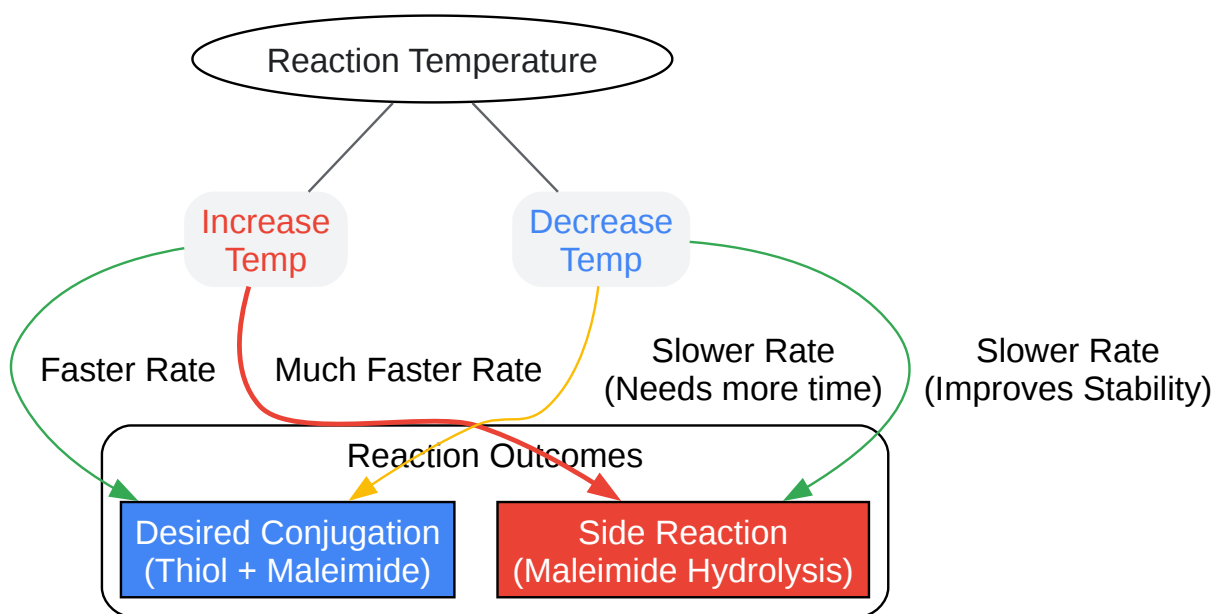 Reaction Temperature
Increase
Temp
Decrease
Temp
Faster Rate
Much Faster Rate
Slower Rate
(Needs more time)
Slower Rate
(Improves Stability)
Reaction Outcomes
Desired Conjugation
(Thiol + Maleimide)
Side Reaction
(Maleimide Hydrolysis)